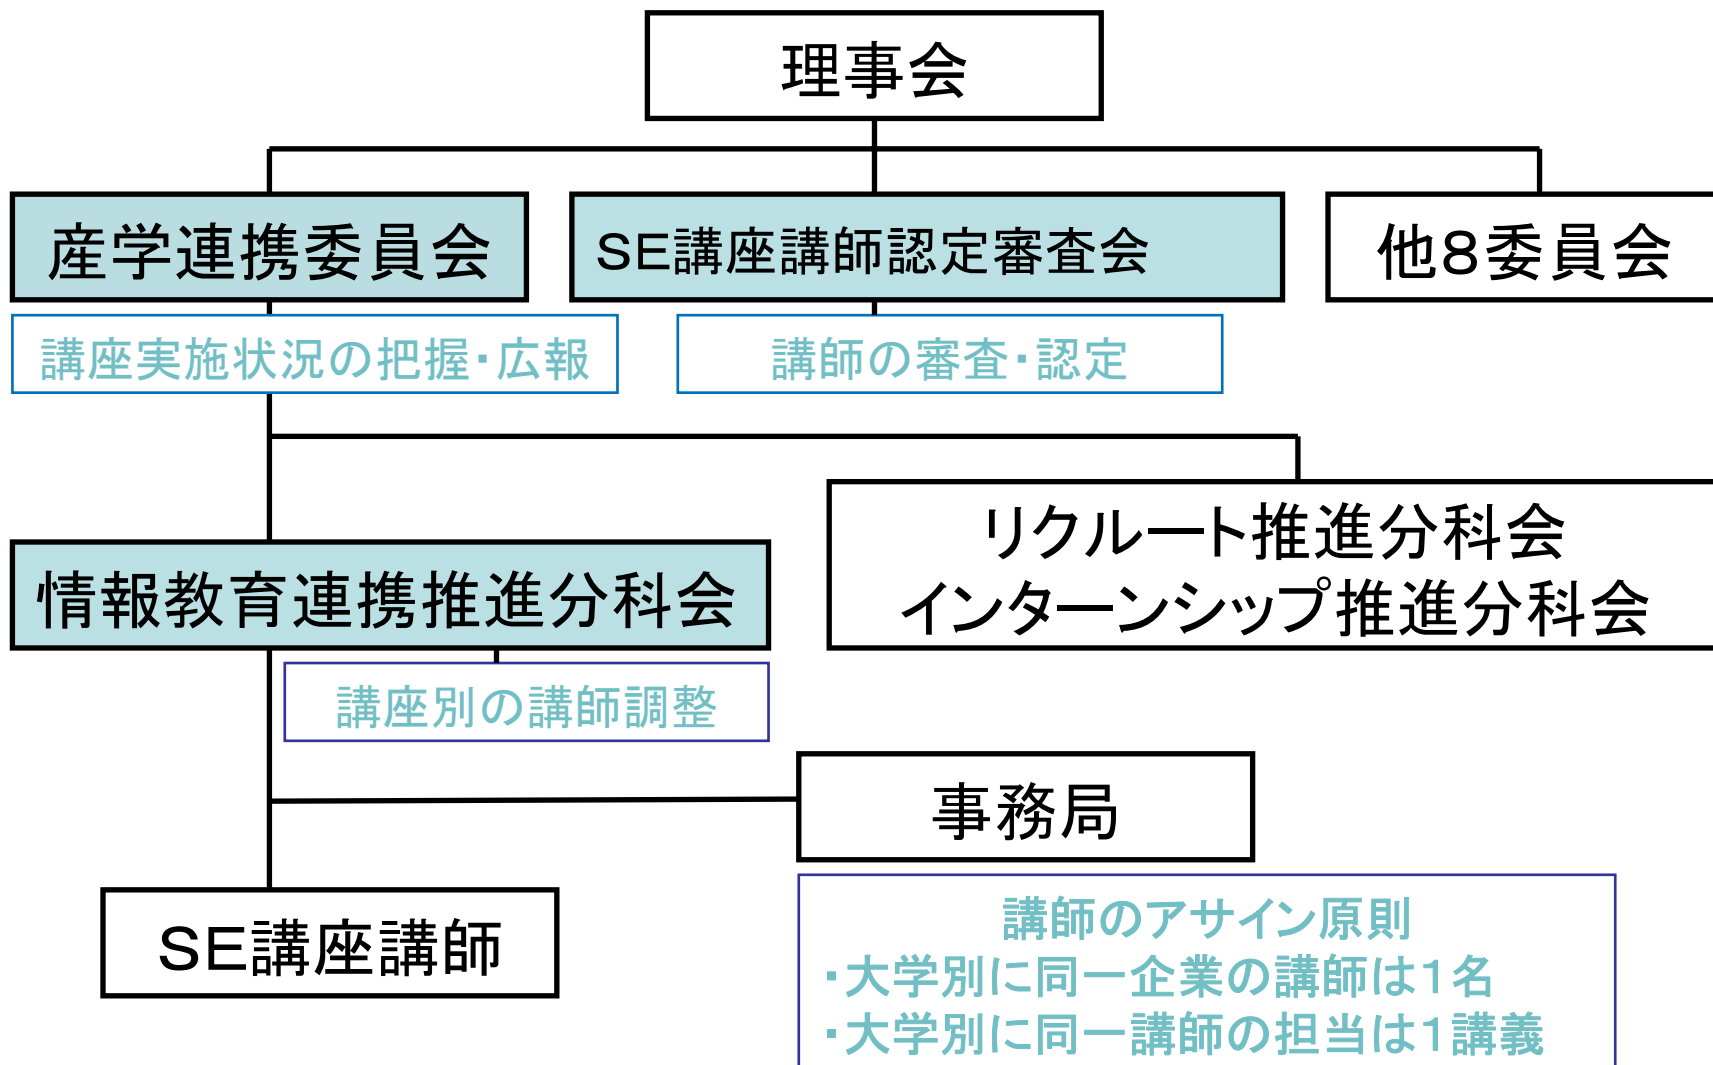 理事会
産学連携委員会
SE講座講師認定審査会
他8委員会
講座実施状況の把握・広報
講師の審査・認定
リクルート推進分科会
インターンシップ推進分科会
情報教育連携推進分科会
講座別の講師調整
事務局
SE講座講師
講師のアサイン原則
・大学別に同一企業の講師は1名
・大学別に同一講師の担当は1講義